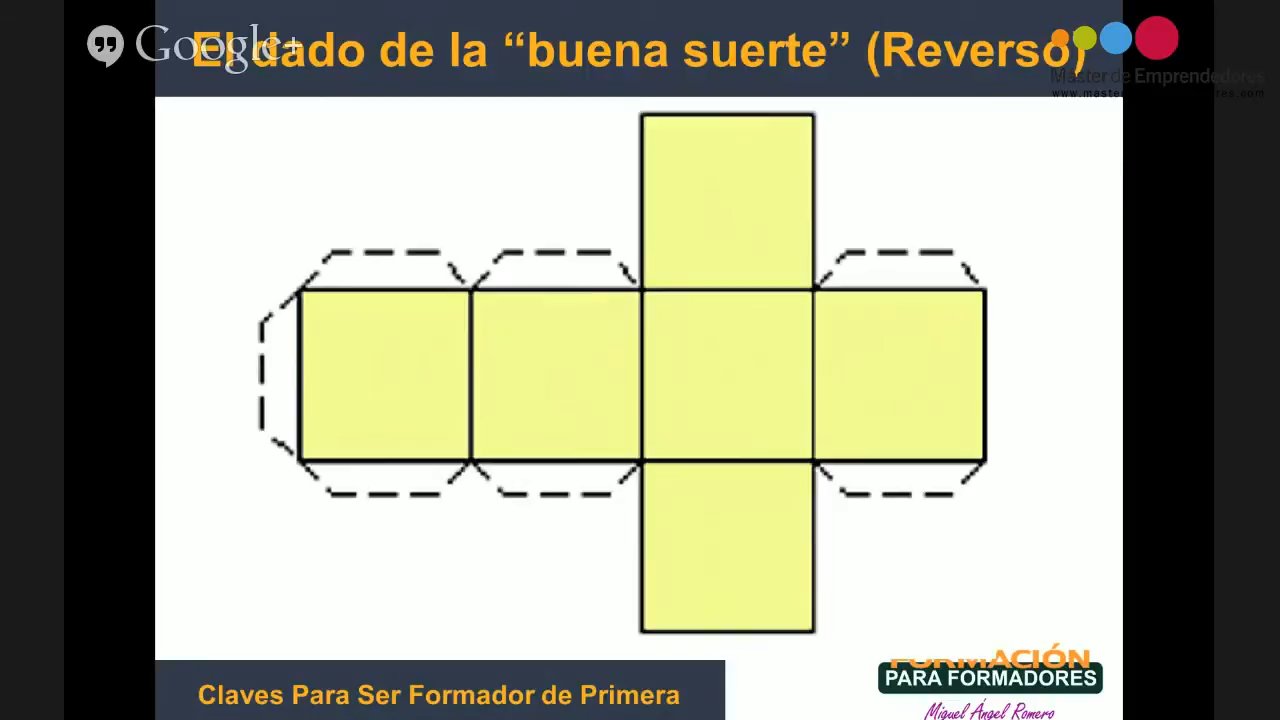 Google+
El dado de la “buena suerte” (Reverso)
Master de Emprendedores
Claves Para Ser Formador de Primera
FORMACIÓN
PARA FORMADORES
Miguel Ángel Romero